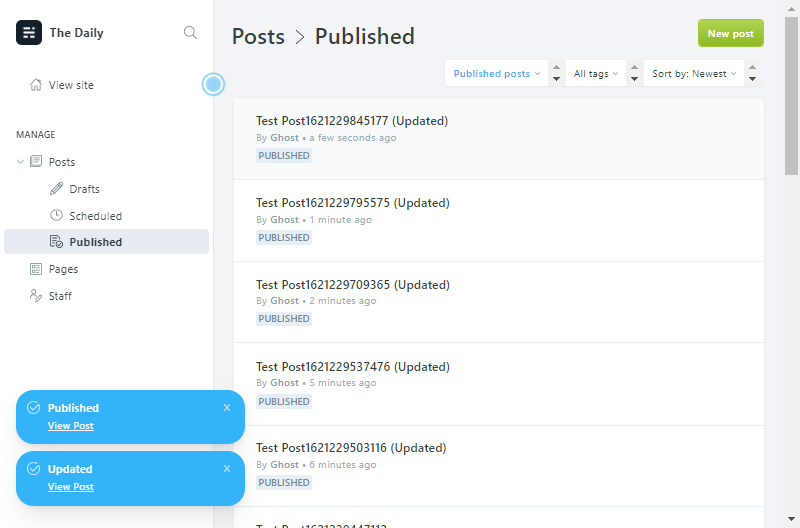 The Daily
View site
MANAGE
Posts
Drafts
Scheduled
Published
Pages
Staff
Published
View Post
Updated
View Post
Posts > Published
New post
Published posts
All tags
Sort by: Newest
Test Post1621229845177 (Updated)
By Ghost • a few seconds ago
PUBLISHED
Test Post1621229795575 (Updated)
By Ghost • 1 minute ago
PUBLISHED
Test Post1621229709365 (Updated)
By Ghost • 2 minutes ago
PUBLISHED
Test Post1621229537476 (Updated)
By Ghost • 5 minutes ago
PUBLISHED
Test Post1621229503116 (Updated)
By Ghost • 6 minutes ago
PUBLISHED